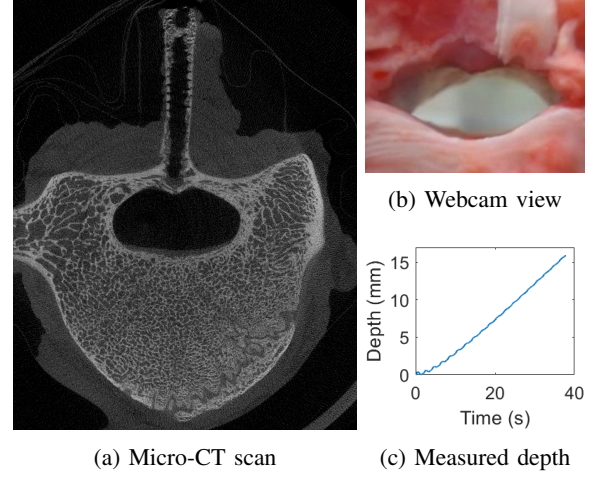 (b) Webcam view
15
10
5
0
Depth (mm)
0 20 40
Time (s)
(a) Micro-CT scan
(c) Measured depth